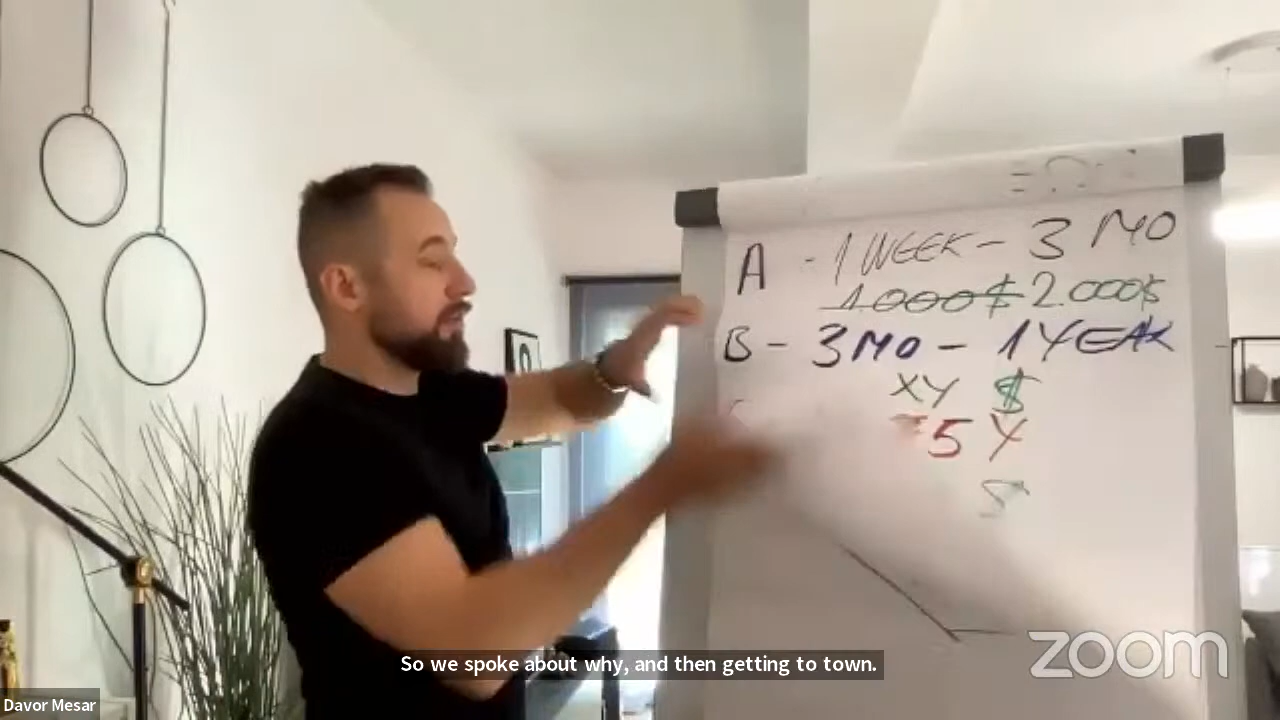 A - 1 WEEK - 3 MO
1.000$ 2.000$
B - 3 MO - 1 YEAR
XY $
5 Y
$
So we spoke about why, and then getting to town.
zoom
Davor Mesar